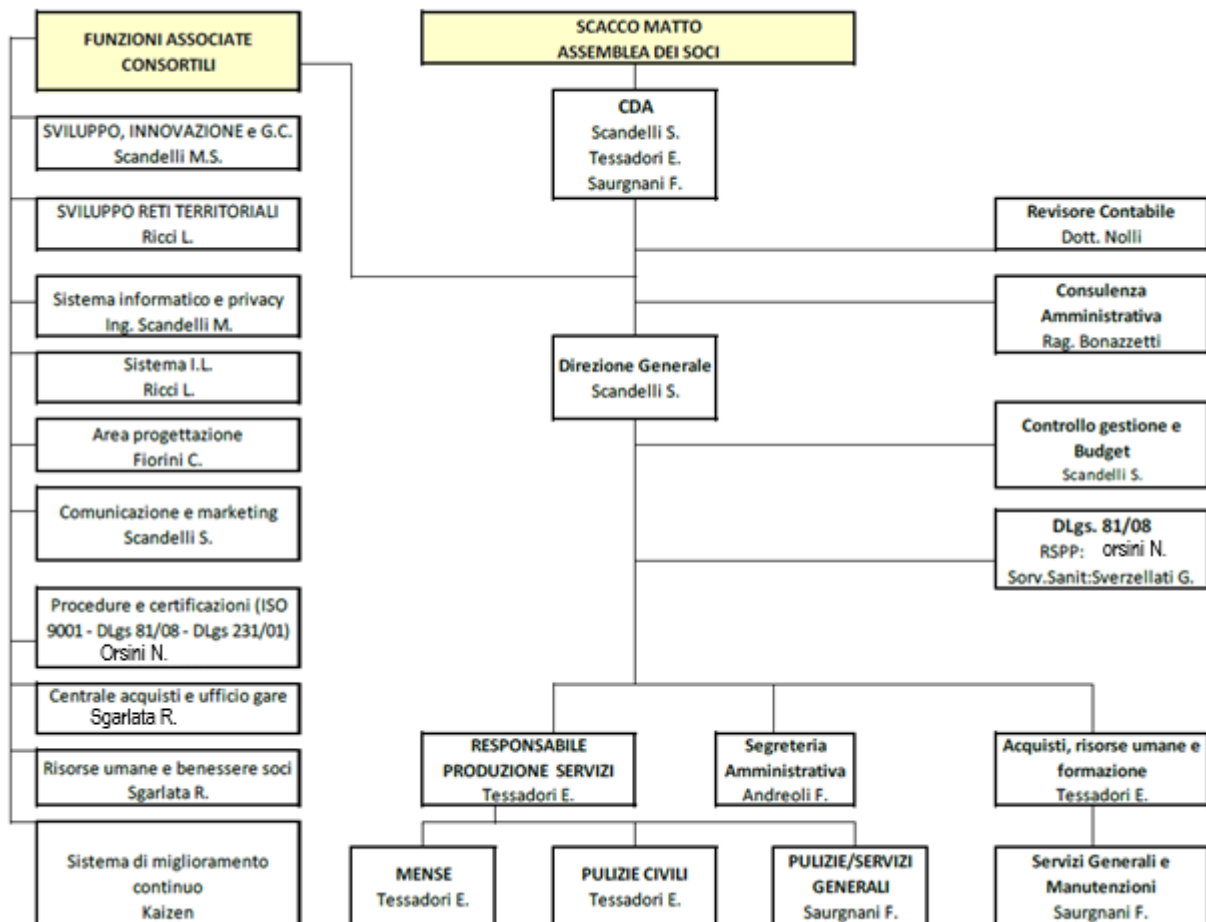 FUNZIONI ASSOCIATE
CONSORTILI
SVILUPPO, INNOVAZIONE e G.C.
Scandelli M.S.
SVILUPPO RETI TERRITORIALI
Ricci L.
Sistema informatico e privacy
Ing. Scandelli M.
Sistema I.L.
Ricci L.
Area progettazione
Fiorini C.
Comunicazione e marketing
Scandelli S.
Procedure e certificazioni (ISO
9001 - DLgs 81/08 - DLgs 231/01)
Orsini N.
Centrale acquisti e ufficio gare
Sgarlata R.
Risorse umane e benessere soci
Sgarlata R.
Sistema di miglioramento
continuo
Kaizen
SCACCO MATTO
ASSEMBLEA DEI SOCI
CDA
Scandelli S.
Tessadori E.
Saurgnani F.
Revisore Contabile
Dott. Nolli
Consulenza
Amministrativa
Rag. Bonazzetti
Direzione Generale
Scandelli S.
Controllo gestione e
Budget
Scandelli S.
DLgs. 81/08
RSPP: orsini N.
Sorv.Sanit:Sverzellati G.
RESPONSABILE
PRODUZIONE SERVIZI
Tessadori E.
Segreteria
Amministrativa
Andreoli F.
Acquisti, risorse umane e
formazione
Tessadori E.
MENSE
Tessadori E.
PULIZIE CIVILI
Tessadori E.
PULIZIE/SERVIZI
GENERALI
Saurgnani F.
Servizi Generali e
Manutenzioni
Saurgnani F.